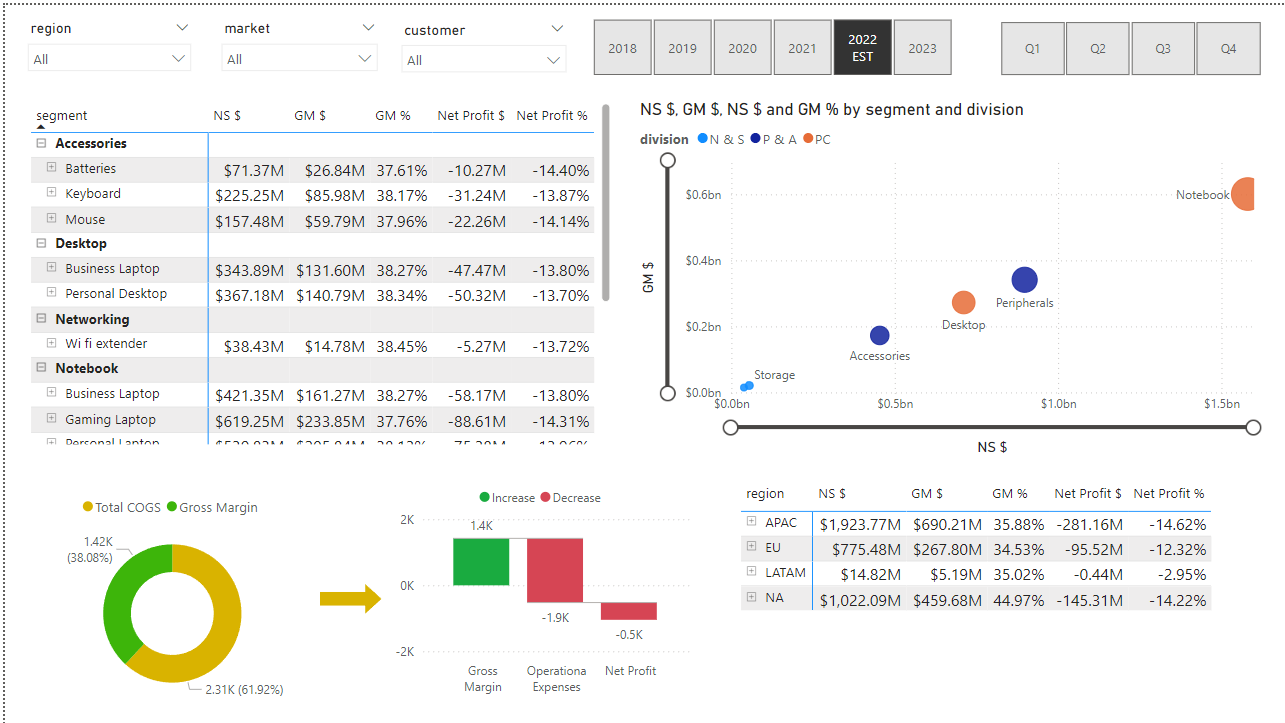 region
market
customer
All
All
All
2018
2019
2020
2021
2022
EST
2023
Q1
Q2
Q3
Q4
segment NS $ GM $ GM % Net Profit $ Net Profit %
Accessories
Batteries $71.37M $26.84M 37.61% -10.27M -14.40%
Keyboard $225.25M $85.98M 38.17% -31.24M -13.87%
Mouse $157.48M $59.79M 37.96% -22.26M -14.14%
Desktop
Business Laptop $343.89M $131.60M 38.27% -47.47M -13.80%
Personal Desktop $367.18M $140.79M 38.34% -50.32M -13.70%
Networking
Wi fi extender $38.43M $14.78M 38.45% -5.27M -13.72%
Notebook
Business Laptop $421.35M $161.27M 38.27% -58.17M -13.80%
Gaming Laptop $619.25M $233.85M 37.76% -88.61M -14.31%
Personal Laptop
NS $, GM $, NS $ and GM % by segment and division
division N & S P & A PC
GM $
$0.6bn
$0.4bn
$0.2bn
$0.0bn
Notebook
Peripherals
Desktop
Accessories
Storage
$0.0bn $0.5bn $1.0bn $1.5bn
NS $
Total COGS Gross Margin
1.42K
(38.08%)
2.31K (61.92%)
Increase Decrease
2K
0K
-2K
1.4K
-1.9K
-0.5K
Gross
Margin
Operationa
Expenses
Net Profit
region NS $ GM $ GM % Net Profit $ Net Profit %
APAC $1,923.77M $690.21M 35.88% -281.16M -14.62%
EU $775.48M $267.80M 34.53% -95.52M -12.32%
LATAM $14.82M $5.19M 35.02% -0.44M -2.95%
NA $1,022.09M $459.68M 44.97% -145.31M -14.22%